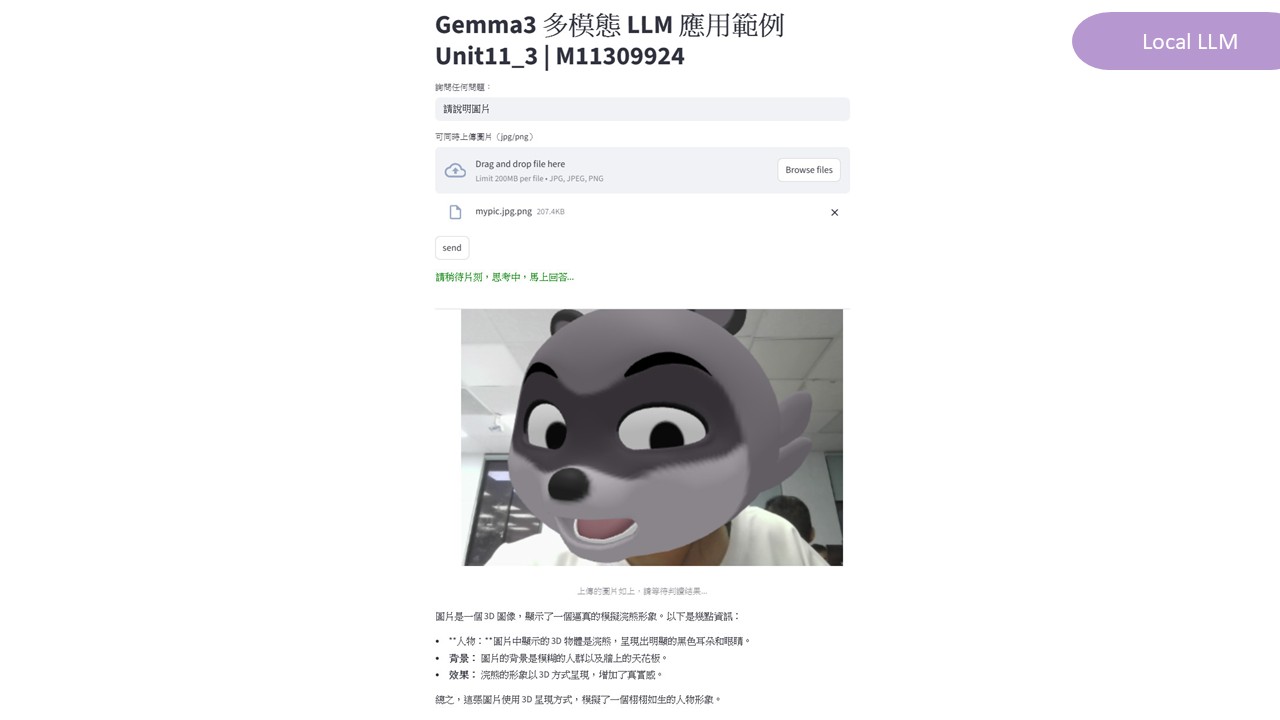 Gemma3 多模態 LLM 應用範例
Unit11_3 | M11309924
Local LLM
詢問任何問題：
請說明圖片
可同時上傳圖片（jpg/png）
Drag and drop file here
Limit 200MB per file • JPG, JPEG, PNG
Browse files
mypic.jpg.png 207.4KB
send
請稍待片刻，思考中，馬上回答...
上傳的圖片如上，請等待判讀結果...
圖片是一個 3D 圖像，顯示了一個逼真的模擬浣熊形象。以下是幾點資訊：
• **人物：**圖片中顯示的 3D 物體是浣熊，呈現出明顯的黑色耳朵和眼睛。
• 背景： 圖片的背景是模糊的人群以及牆上的天花板。
• 效果： 浣熊的形象以 3D 方式呈現，增加了真實感。
總之，這張圖片使用 3D 呈現方式，模擬了一個栩栩如生的人物形象。